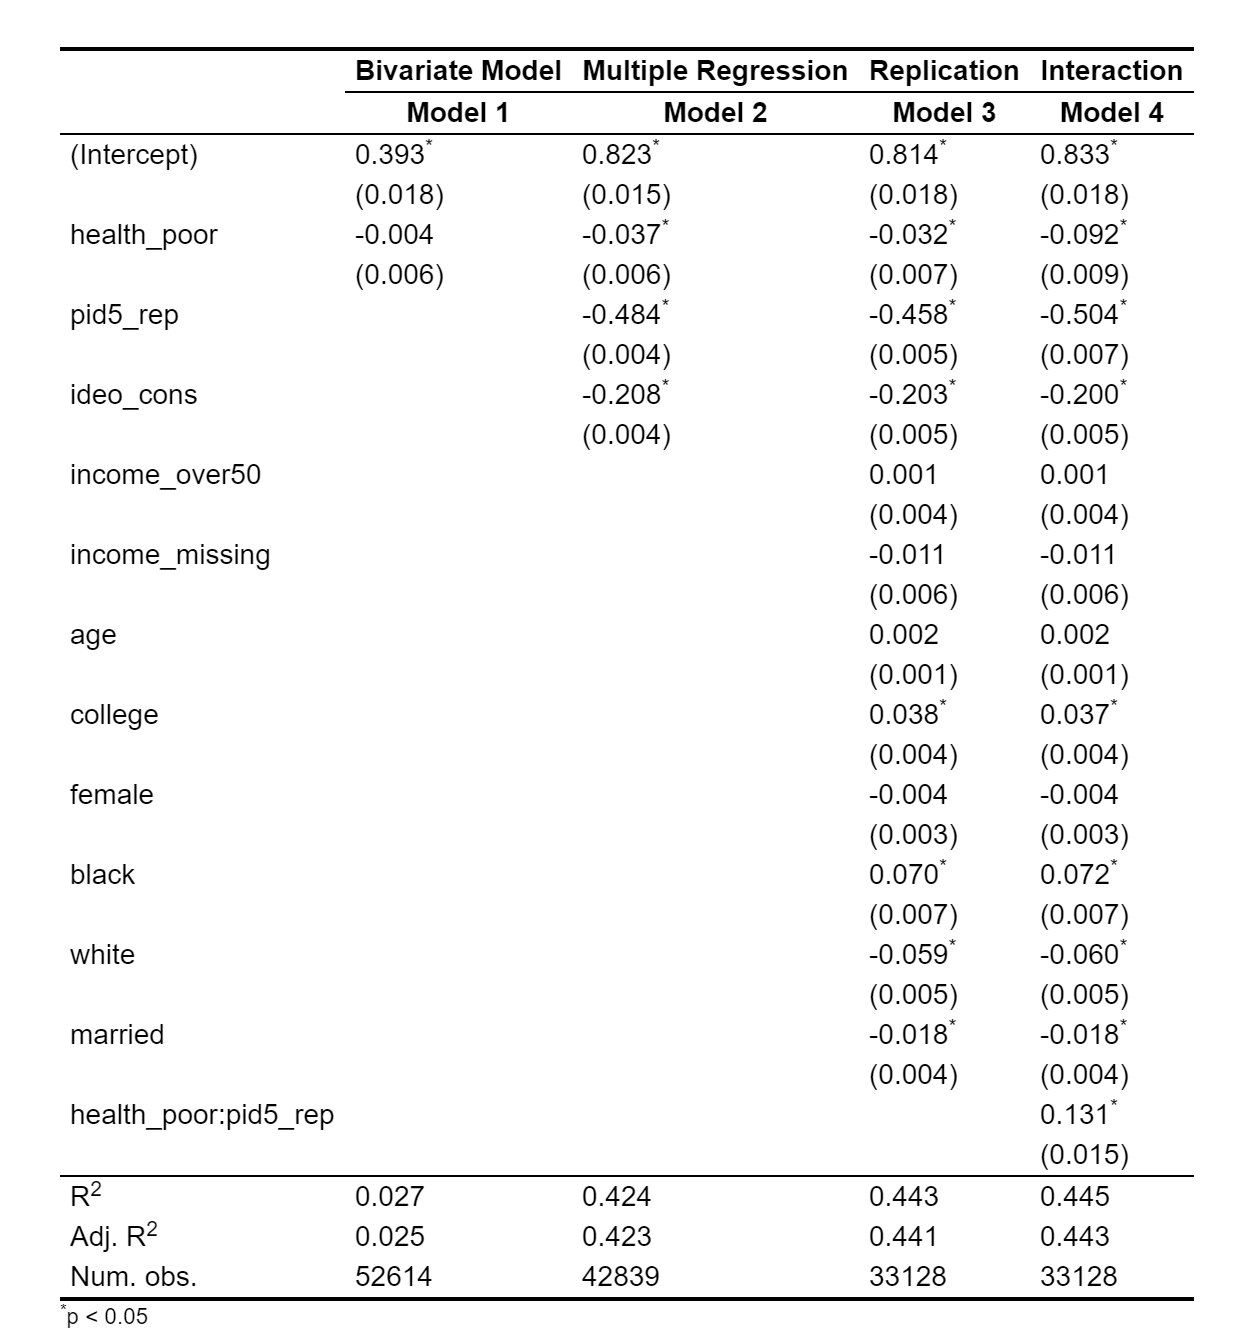 Bivariate Model Multiple Regression Replication Interaction
Model 1 Model 2 Model 3 Model 4
(Intercept) 0.393* 0.823* 0.814* 0.833*
(0.018) (0.015) (0.018) (0.018)
health_poor -0.004 -0.037* -0.032* -0.092*
(0.006) (0.006) (0.007) (0.009)
pid5_rep -0.484* -0.458* -0.504*
(0.004) (0.005) (0.007)
ideo_cons -0.208* -0.203* -0.200*
(0.004) (0.005) (0.005)
income_over50 0.001 0.001
(0.004) (0.004)
income_missing -0.011 -0.011
(0.006) (0.006)
age 0.002 0.002
(0.001) (0.001)
college 0.038* 0.037*
(0.004) (0.004)
female -0.004 -0.004
(0.003) (0.003)
black 0.070* 0.072*
(0.007) (0.007)
white -0.059* -0.060*
(0.005) (0.005)
married -0.018* -0.018*
(0.004) (0.004)
health_poor:pid5_rep 0.131*
(0.015)
R² 0.027 0.424 0.443 0.445
Adj. R² 0.025 0.423 0.441 0.443
Num. obs. 52614 42839 33128 33128
*p < 0.05